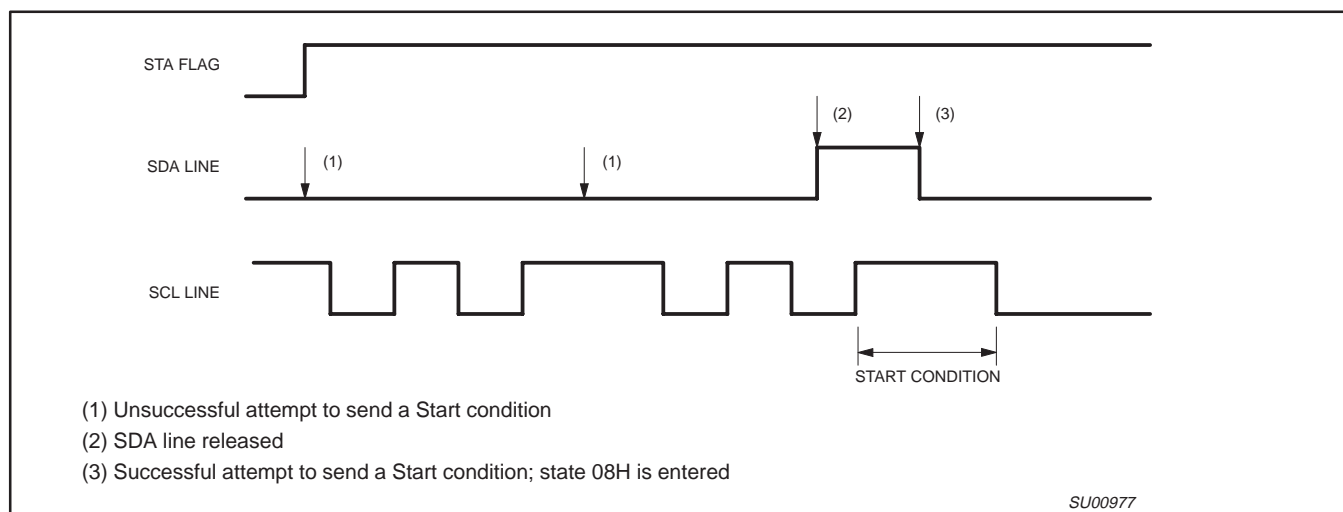 STA FLAG
(2) (3)
SDA LINE (1) (1)
SCL LINE
START CONDITION
(1) Unsuccessful attempt to send a Start condition
(2) SDA line released
(3) Successful attempt to send a Start condition; state 08H is entered
SU00977